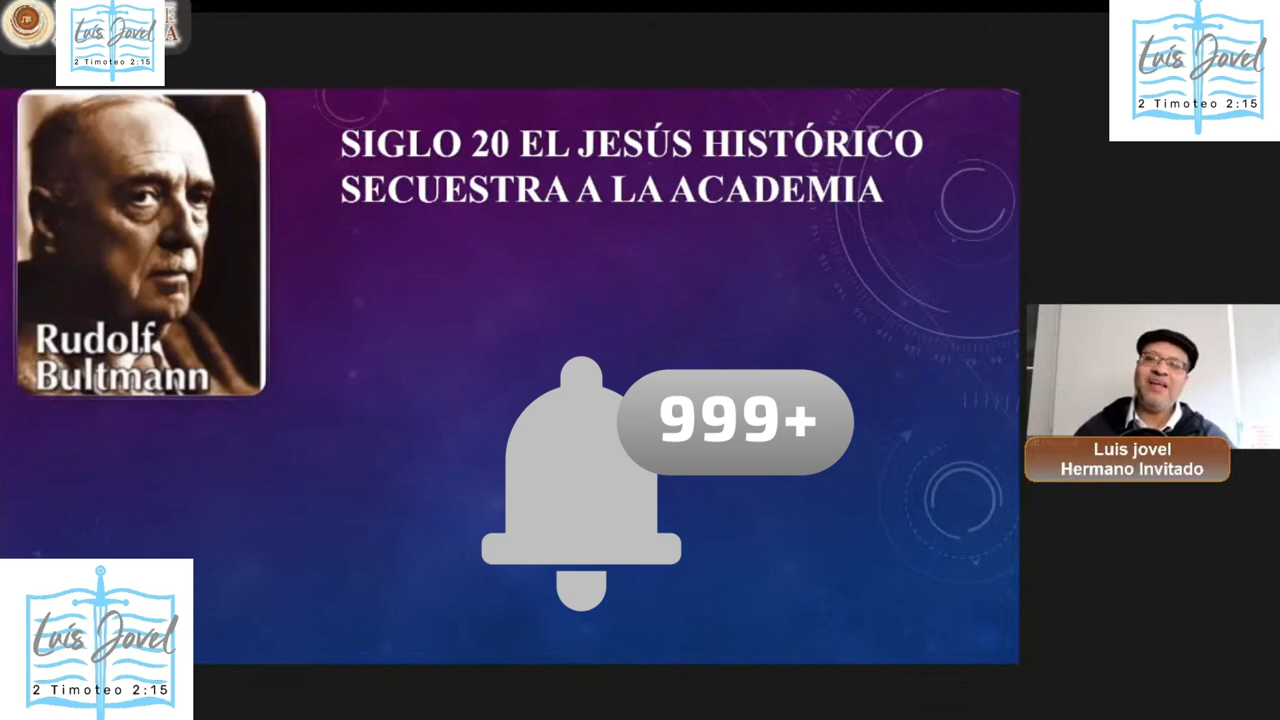 Luis Jovel
2 Timoteo 2:15
Luis Jovel
2 Timoteo 2:15
SIGLO 20 EL JESÚS HISTÓRICO
SECUESTRA A LA ACADEMIA
Rudolf
Bultmann
999+
Luis jovel
Hermano Invitado
Luis Jovel
2 Timoteo 2:15